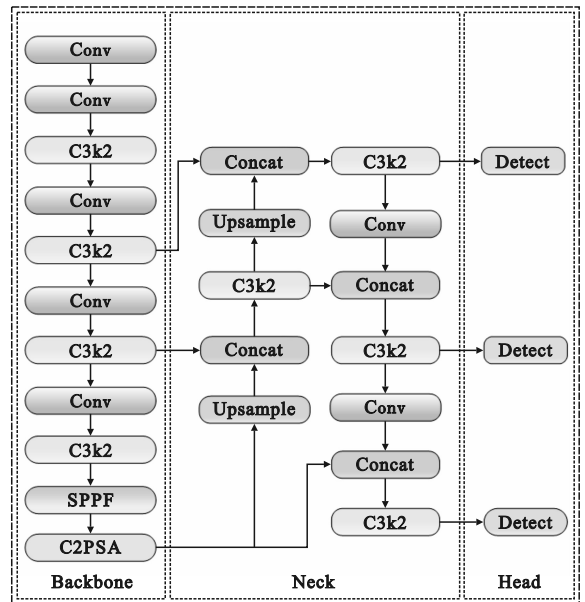 Conv
Conv
C3k2
Conv
C3k2
Conv
C3k2
Conv
C3k2
SPPF
C2PSA
Backbone
Concat
Upsample
C3k2
Concat
Upsample
C3k2
Conv
Concat
C3k2
Conv
Concat
C3k2
Neck
Detect
Detect
Detect
Head